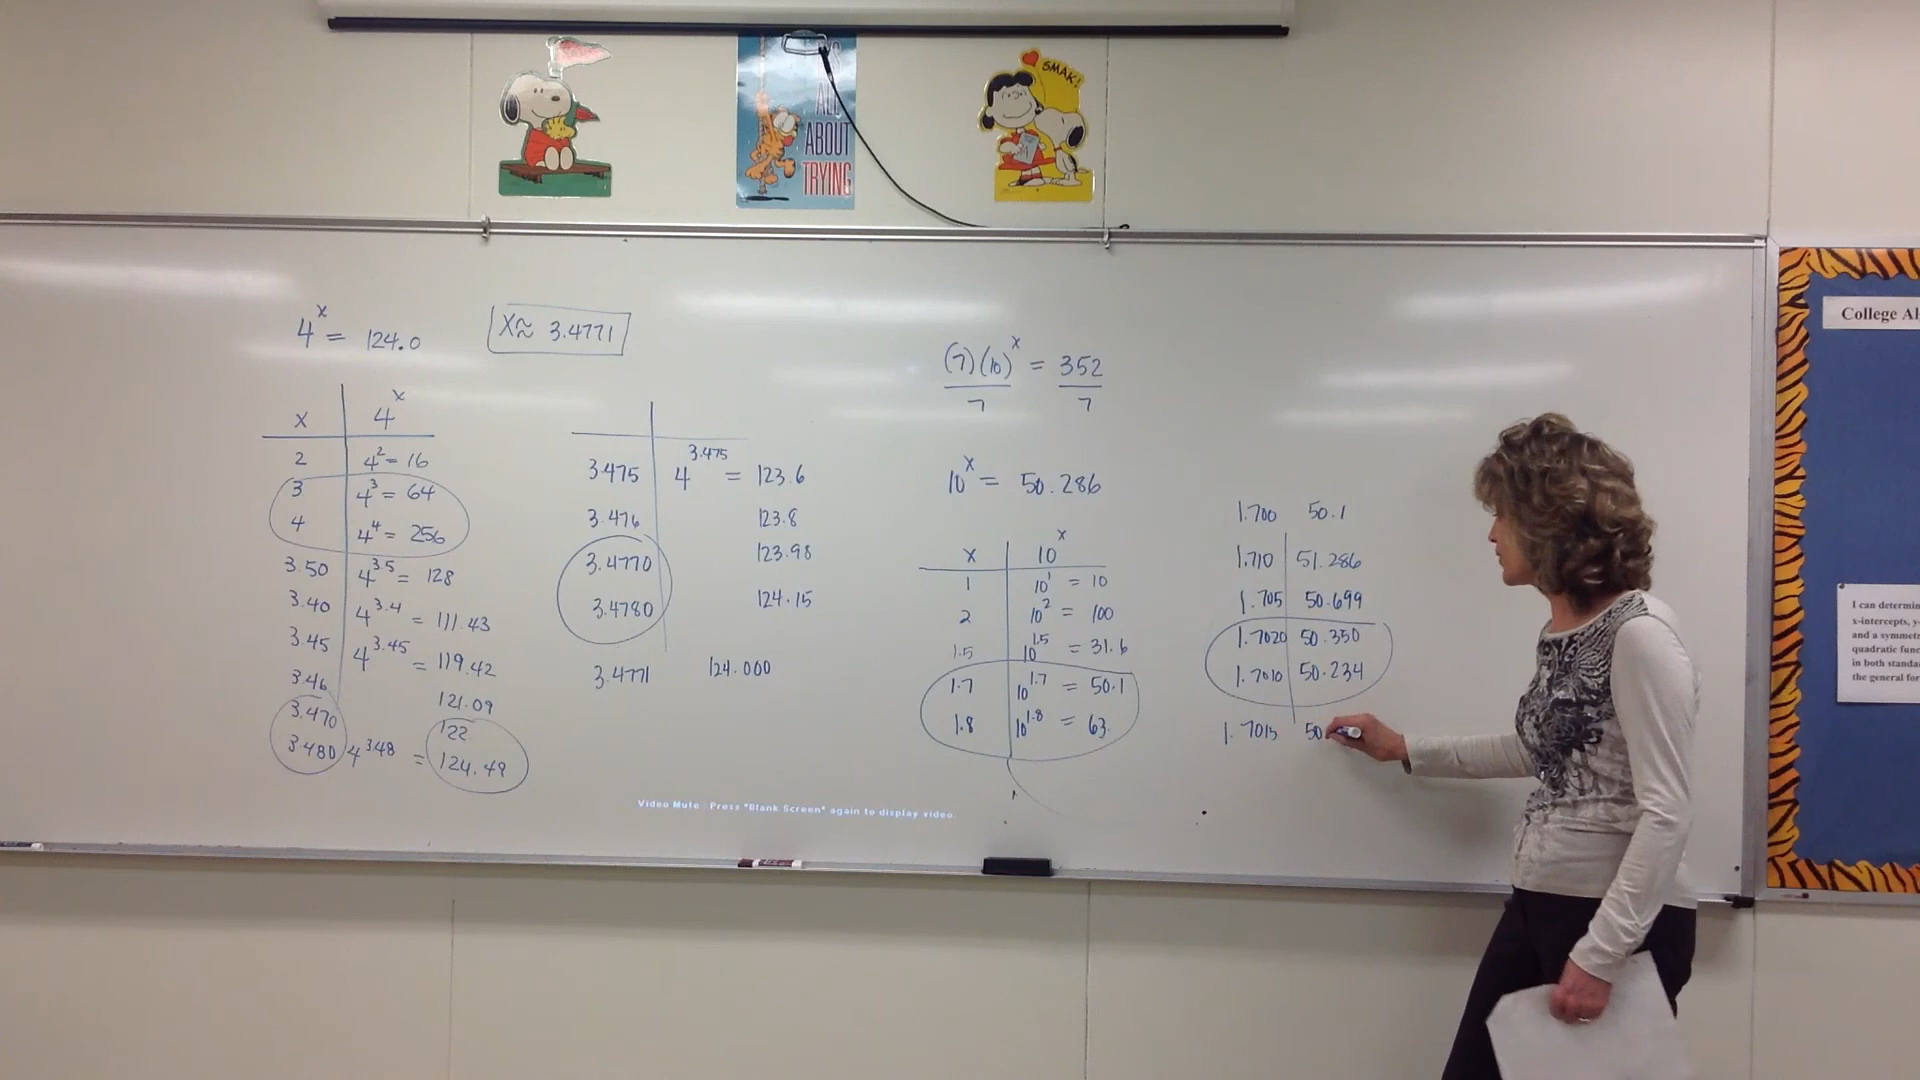 ALL
ABOUT
TRYING
SMAK!
4^x = 124.0
x ≈ 3.4771
x 4^x
2 4^2 = 16
3 4^3 = 64
4 4^4 = 256
3.50 4^3.5 = 128
3.40 4^3.4 = 111.43
3.45 4^3.45 = 119.42
3.46 121.09
3.470 122
3.480 4^3.48 = 124.49
3.475 4^3.475 = 123.6
3.476 123.8
3.4770 123.98
3.4780 124.15
3.4771 124.000
(7)(10)^x = 352
7 7
10^x = 50.286
x 10^x
1 10^1 = 10
2 10^2 = 100
1.5 10^1.5 = 31.6
1.7 10^1.7 = 50.1
1.8 10^1.8 = 63
1.700 50.1
1.710 51.286
1.705 50.699
1.7020 50.350
1.7010 50.234
1.7015 50
Video Mute : Press "Blank Screen" again to display video.
College Al
I can determin
x-intercepts, y-
and a symmet
quadratic func
in both standa
the general for